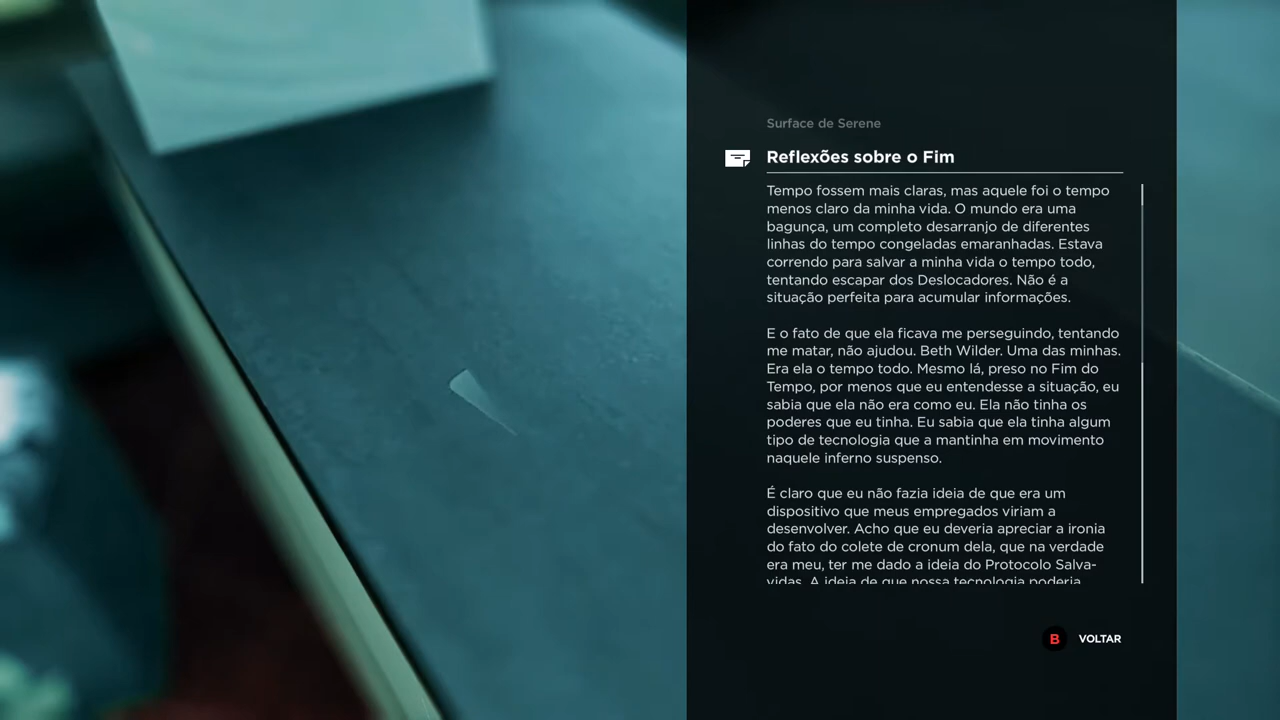 Surface de Serene
Reflexões sobre o Fim
Tempo fossem mais claras, mas aquele foi o tempo
menos claro da minha vida. O mundo era uma
bagunça, um completo desarranjo de diferentes
linhas do tempo congeladas emaranhadas. Estava
correndo para salvar a minha vida o tempo todo,
tentando escapar dos Deslocadores. Não é a
situação perfeita para acumular informações.
E o fato de que ela ficava me perseguindo, tentando
me matar, não ajudou. Beth Wilder. Uma das minhas.
Era ela o tempo todo. Mesmo lá, preso no Fim do
Tempo, por menos que eu entendesse a situação, eu
sabia que ela não era como eu. Ela não tinha os
poderes que eu tinha. Eu sabia que ela tinha algum
tipo de tecnologia que a mantinha em movimento
naquele inferno suspenso.
É claro que eu não fazia ideia de que era um
dispositivo que meus empregados viriam a
desenvolver. Acho que eu deveria apreciar a ironia
do fato do colete de cronum dela, que na verdade
era meu, ter me dado a ideia do Protocolo Salva-
vidas. A ideia de que nossa tecnologia poderia
B VOLTAR